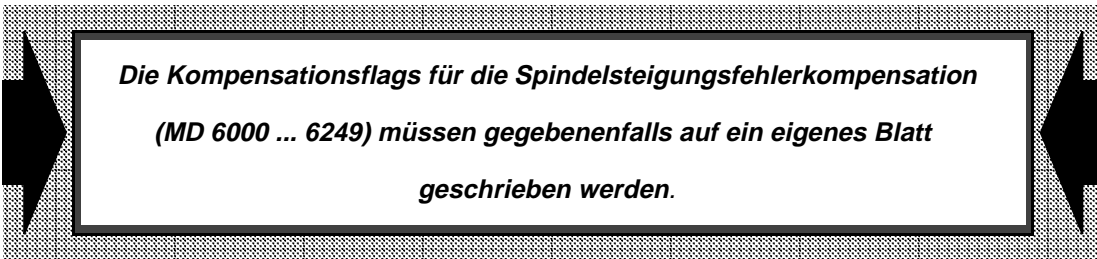 Die Kompensationsflags für die Spindelsteigungsfehlerkompensation
(MD 6000 ... 6249) müssen gegebenenfalls auf ein eigenes Blatt
geschrieben werden.